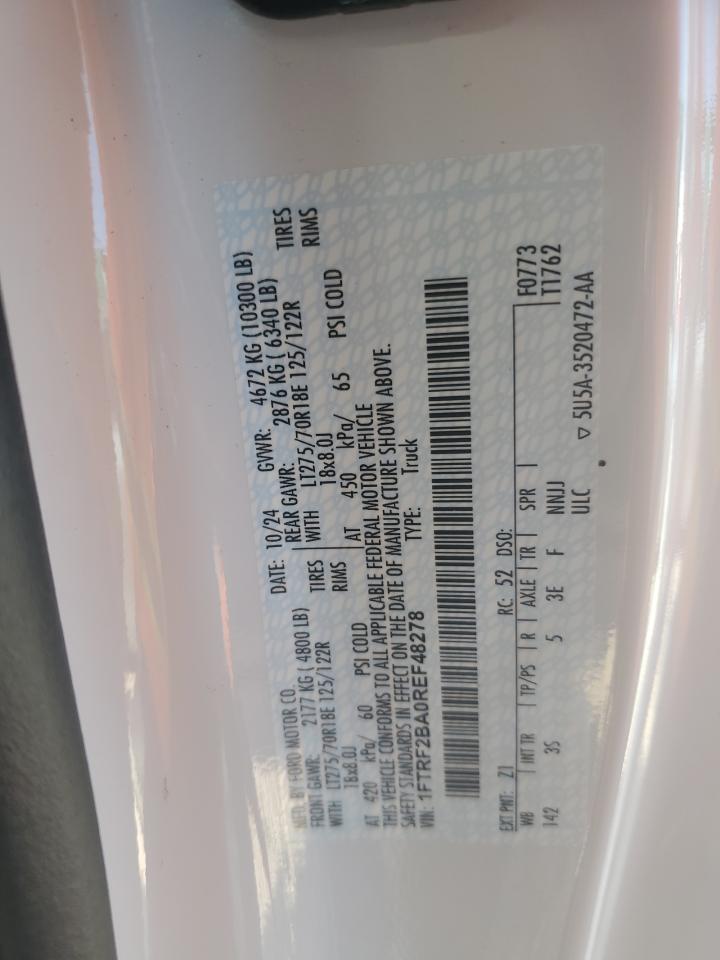 MFD. BY FORD MOTOR CO. DATE: 10/24 GVWR: 4672 KG (10300 LB)
FRONT GAWR: 2177 KG ( 4800 LB) REAR GAWR: 2876 KG ( 6340 LB)
WITH LT275/70R18E 125/122R TIRES WITH LT275/70R18E 125/122R TIRES
18x8.0J RIMS 18x8.0J RIMS
AT 420 kPa/ 60 PSI COLD AT 450 kPa/ 65 PSI COLD
THIS VEHICLE CONFORMS TO ALL APPLICABLE FEDERAL MOTOR VEHICLE
SAFETY STANDARDS IN EFFECT ON THE DATE OF MANUFACTURE SHOWN ABOVE.
VIN: 1FTRF2BA0REF48278 TYPE: Truck
EXT PNT: Z1 RC: 52 DSO: F0773
WB INT TR TP/PS R AXLE TR SPR T1762
142 3S 5 3E F NNJJ
ULC ▽ 5U5A-3520472-AA